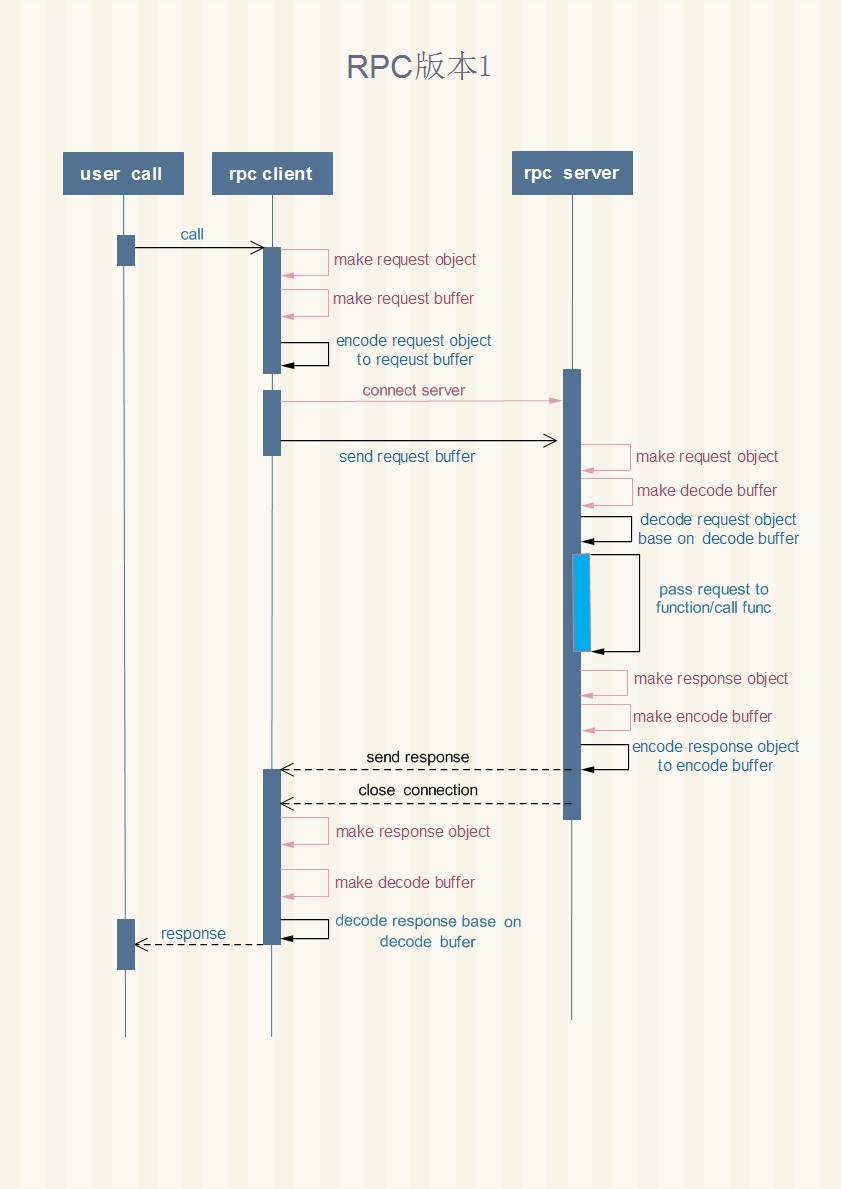 RPC版本1
user call
rpc client
rpc server
call
make request object
make request buffer
encode request object
to reqeust buffer
connect server
send request buffer
make request object
make decode buffer
decode request object
base on decode buffer
pass request to
function/call func
make response object
make encode buffer
encode response object
to encode buffer
send response
close connection
make response object
make decode buffer
decode response base on
decode bufer
response